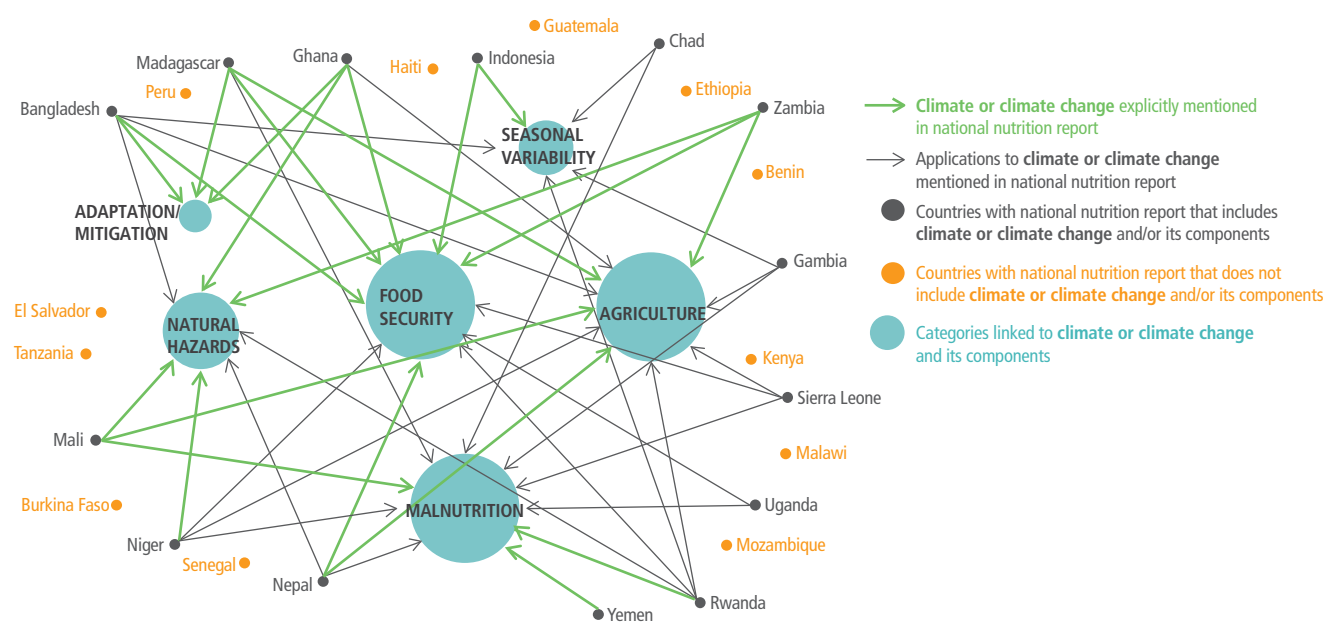 Guatemala
Chad
Ghana
Indonesia
Madagascar
Haiti
Peru
Ethiopia
Bangladesh
Zambia
SEASONAL
VARIABILITY
Benin
ADAPTATION/
MITIGATION
Gambia
FOOD
SECURITY
AGRICULTURE
El Salvador
NATURAL
HAZARDS
Tanzania
Kenya
Sierra Leone
Mali
Malawi
Burkina Faso
MALNUTRITION
Uganda
Niger
Mozambique
Senegal
Nepal
Rwanda
Yemen
Climate or climate change explicitly mentioned
in national nutrition report
Applications to climate or climate change
mentioned in national nutrition report
Countries with national nutrition report that includes
climate or climate change and/or its components
Countries with national nutrition report that does not
include climate or climate change and/or its components
Categories linked to climate or climate change
and its components